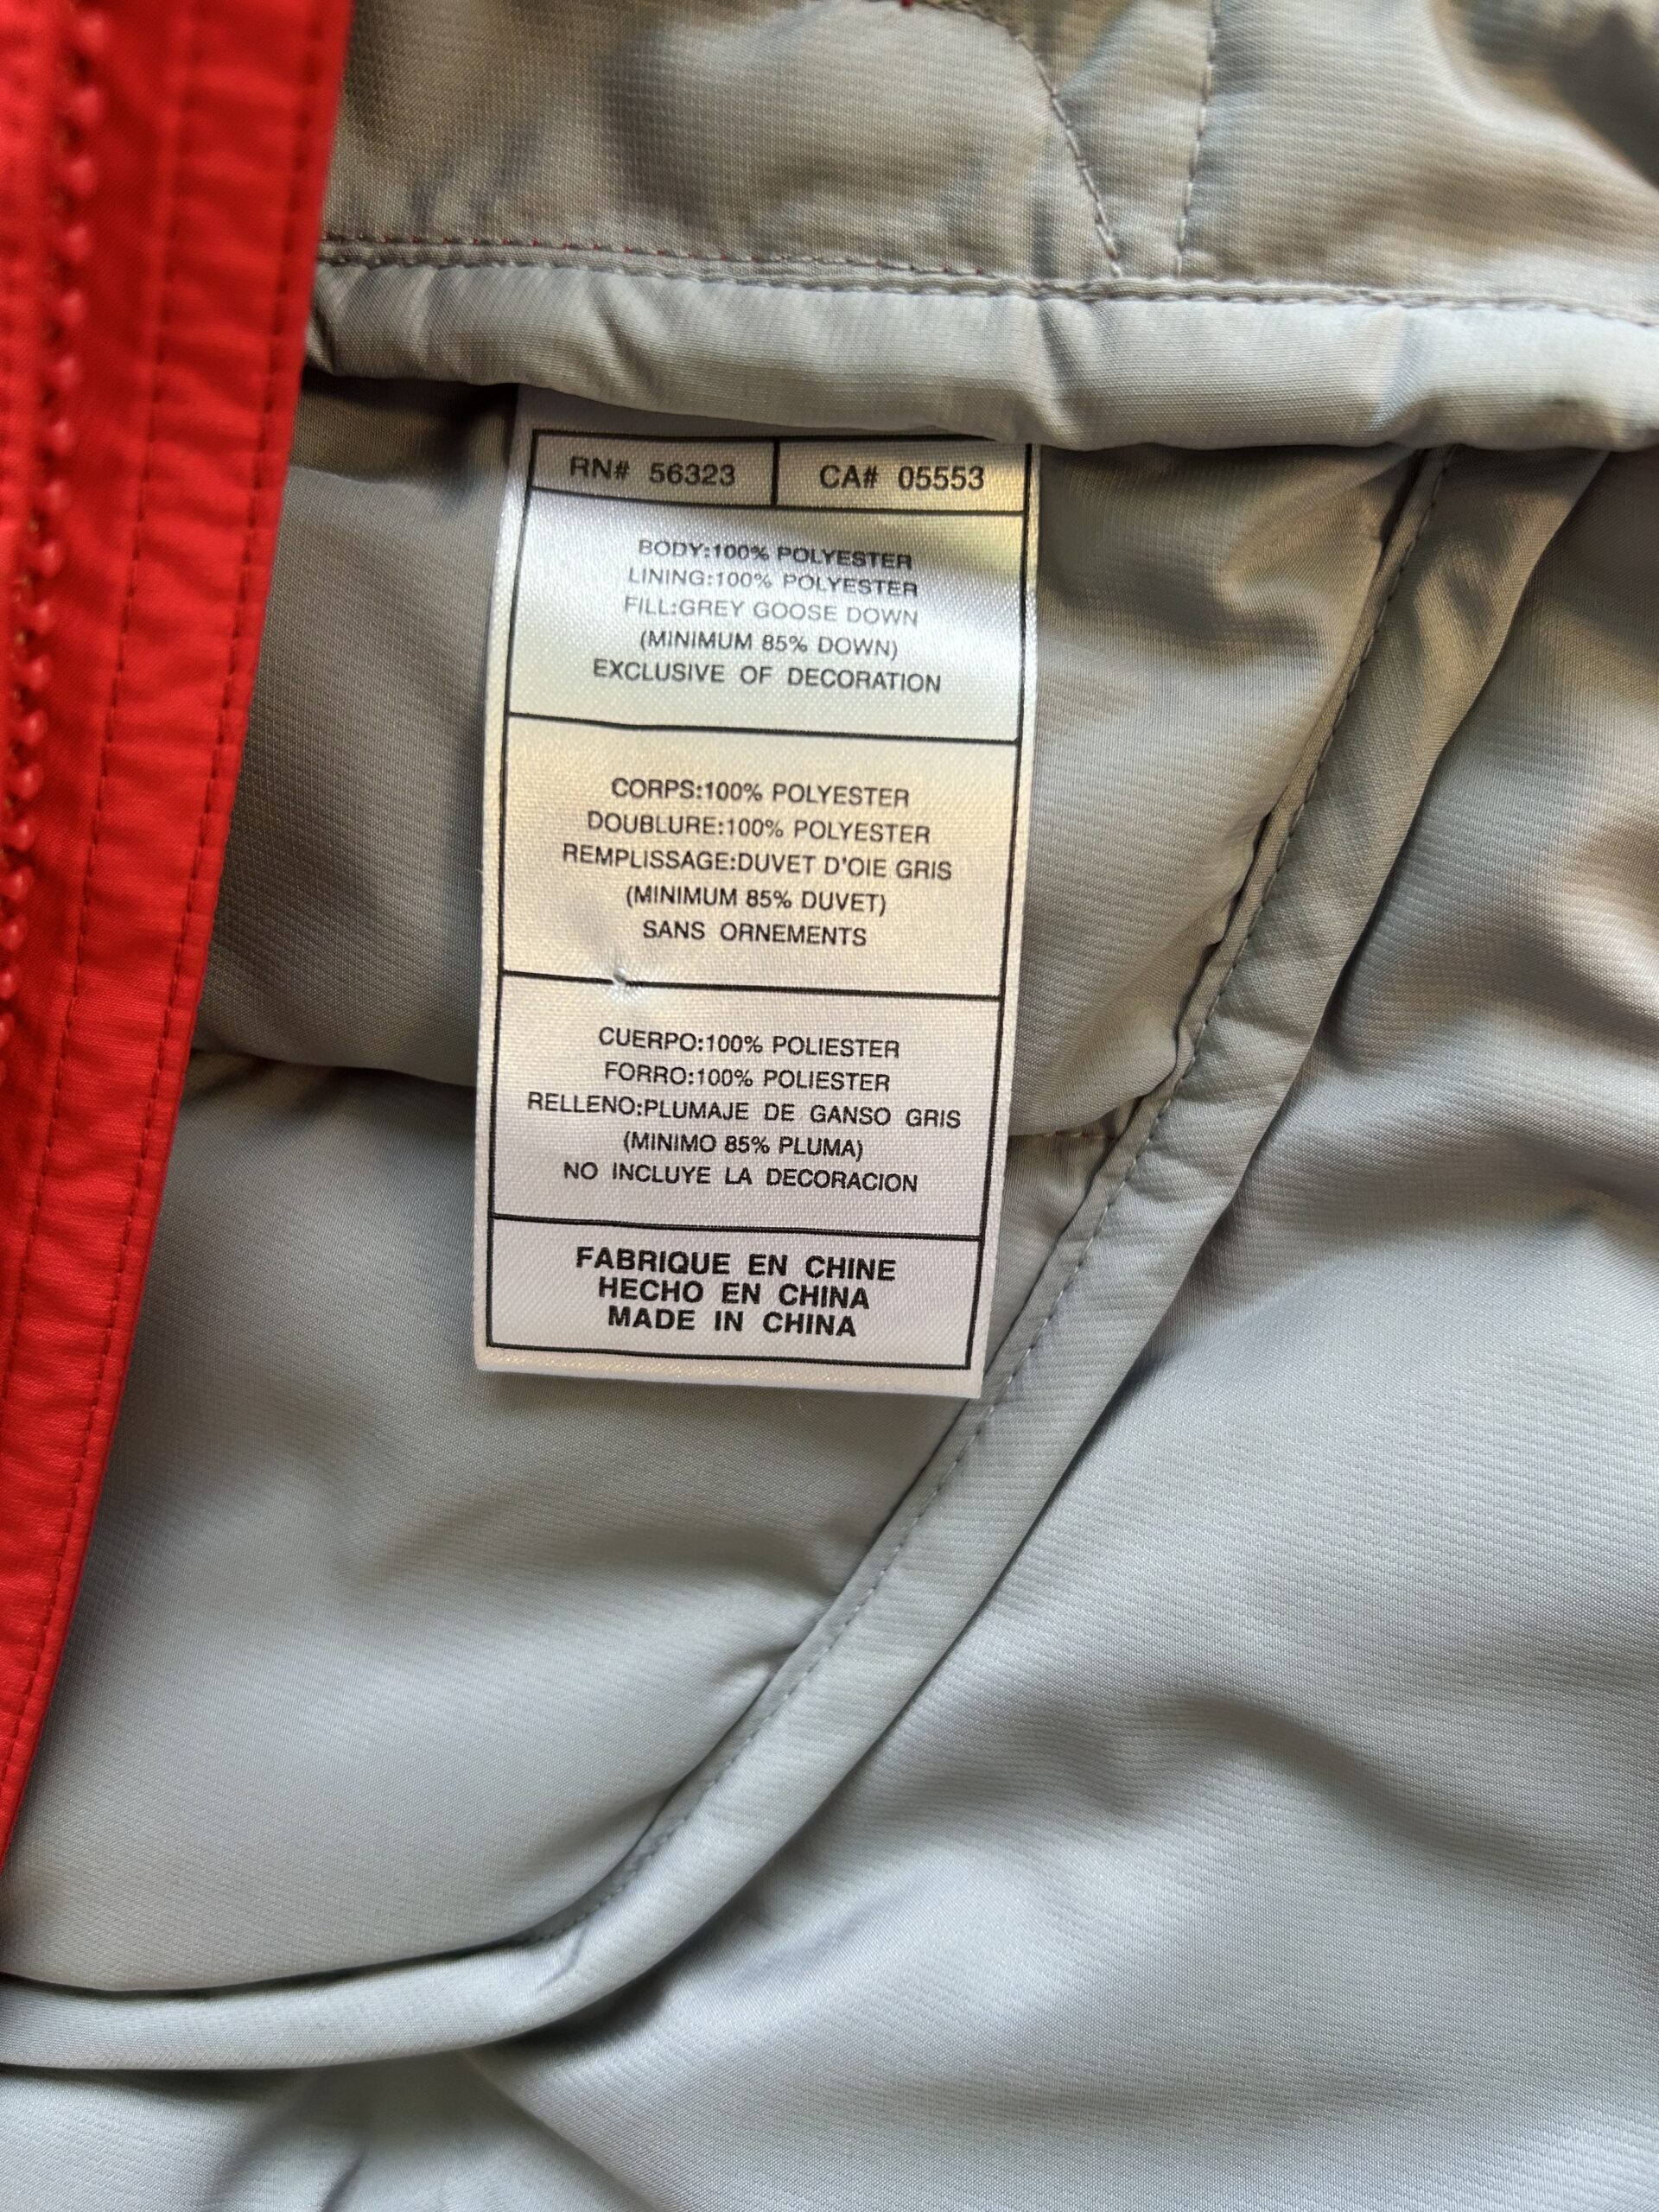 RN# 56323 CA# 05553
BODY:100% POLYESTER
LINING:100% POLYESTER
FILL:GREY GOOSE DOWN
(MINIMUM 85% DOWN)
EXCLUSIVE OF DECORATION
CORPS:100% POLYESTER
DOUBLURE:100% POLYESTER
REMPLISSAGE:DUVET D'OIE GRIS
(MINIMUM 85% DUVET)
SANS ORNEMENTS
CUERPO:100% POLIESTER
FORRO:100% POLIESTER
RELLENO:PLUMAJE DE GANSO GRIS
(MINIMO 85% PLUMA)
NO INCLUYE LA DECORACION
FABRIQUE EN CHINE
HECHO EN CHINA
MADE IN CHINA